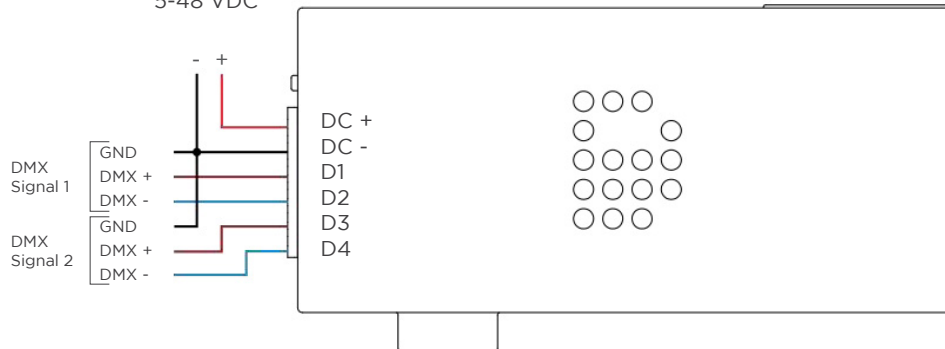 5-48 VDC
- +
DC +
DC -
D1
D2
D3
D4
DMX
Signal 1
GND
DMX +
DMX -
DMX
Signal 2
GND
DMX +
DMX -